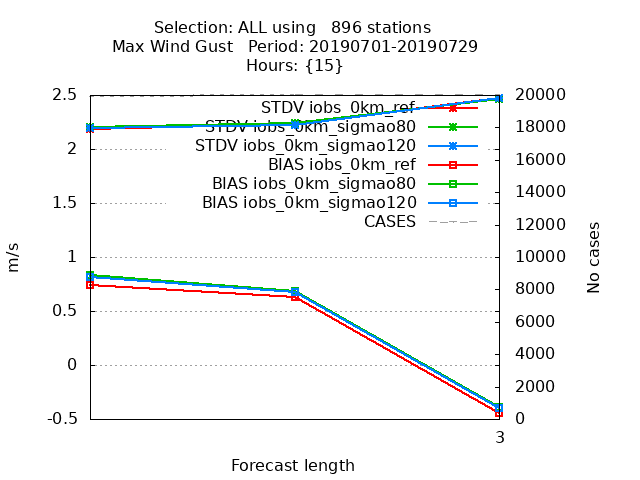 Selection: ALL using   896 stations
Max Wind Gust   Period: 20190701-20190729
Hours: {15}
2.5
2
1.5
1
0.5
0
-0.5
m/s
STDV iobs_0km_ref
STDV iobs_0km_sigmao80
STDV iobs_0km_sigmao120
BIAS iobs_0km_ref
BIAS iobs_0km_sigmao80
BIAS iobs_0km_sigmao120
CASES
20000
18000
16000
14000
12000
10000
8000
6000
4000
2000
0
No cases
3
Forecast length